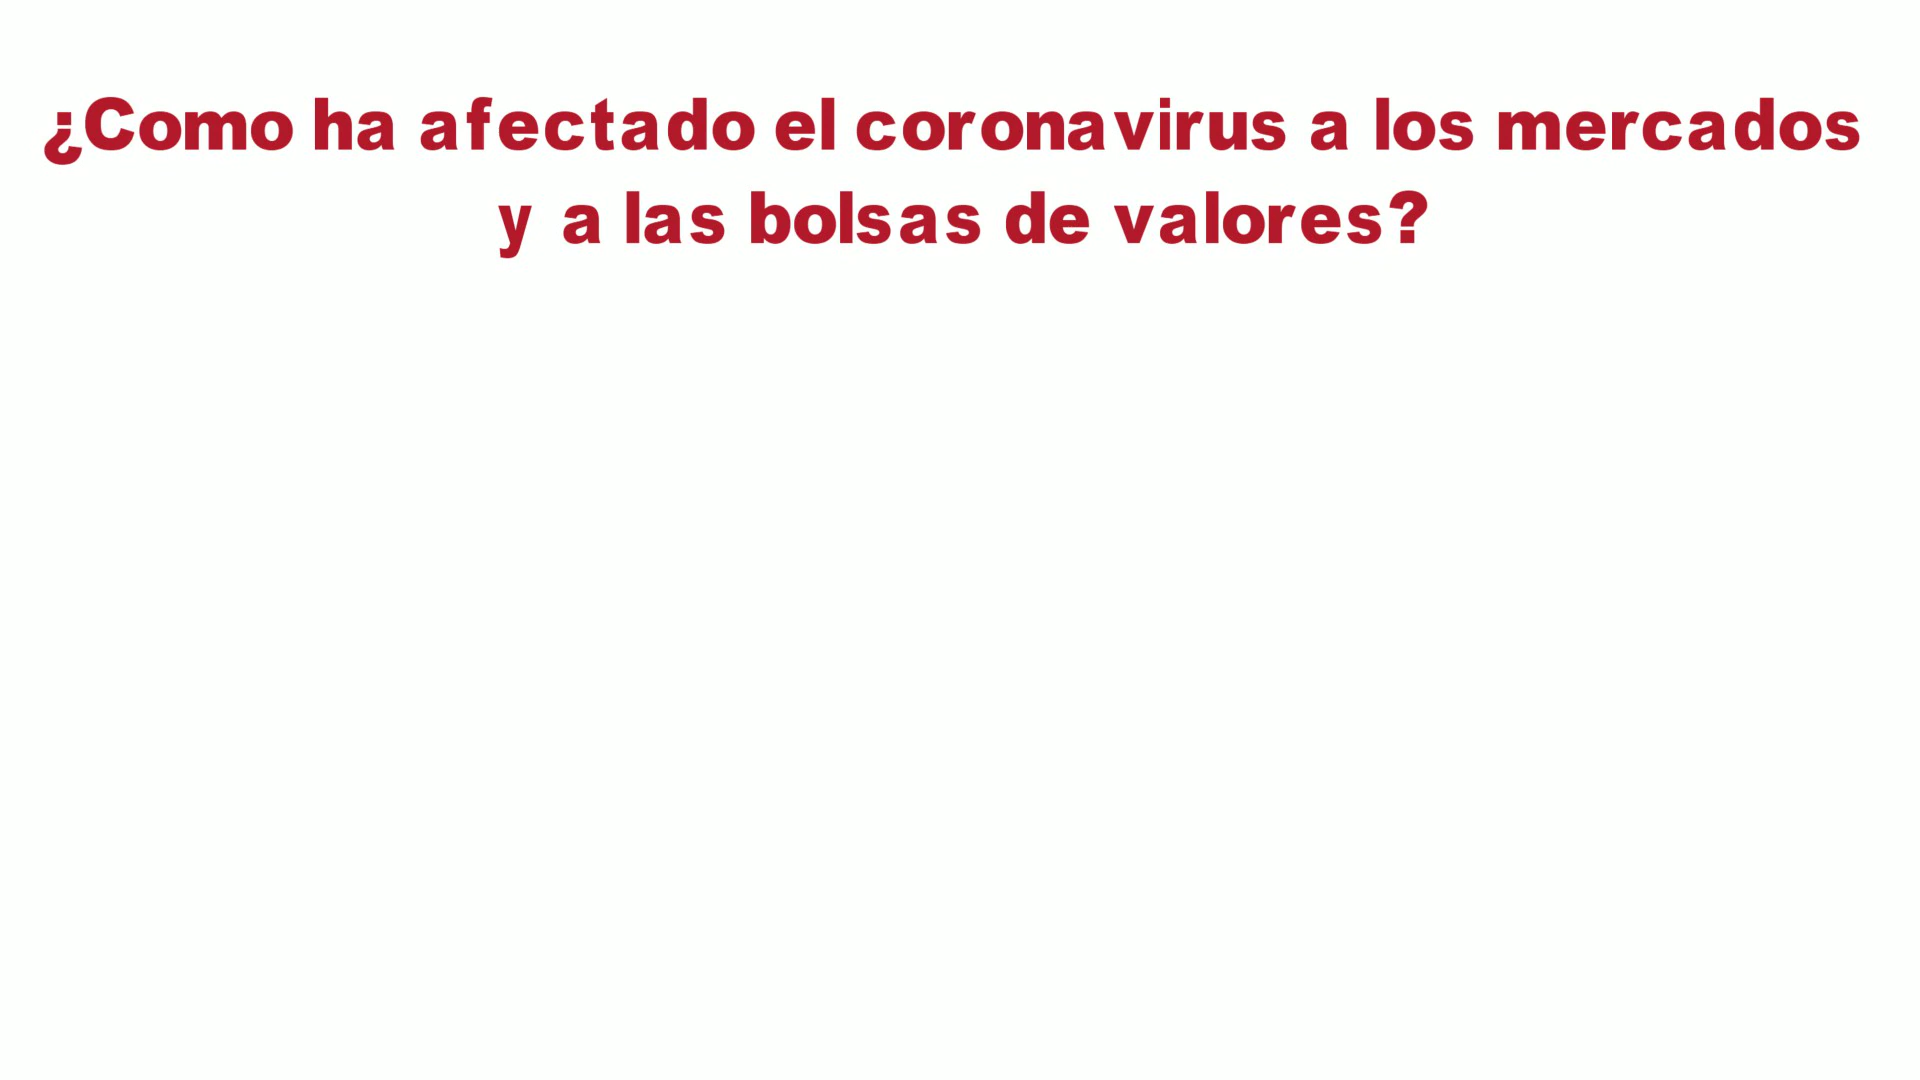 ¿Como ha afectado el coronavirus a los mercados
y a las bolsas de valores?